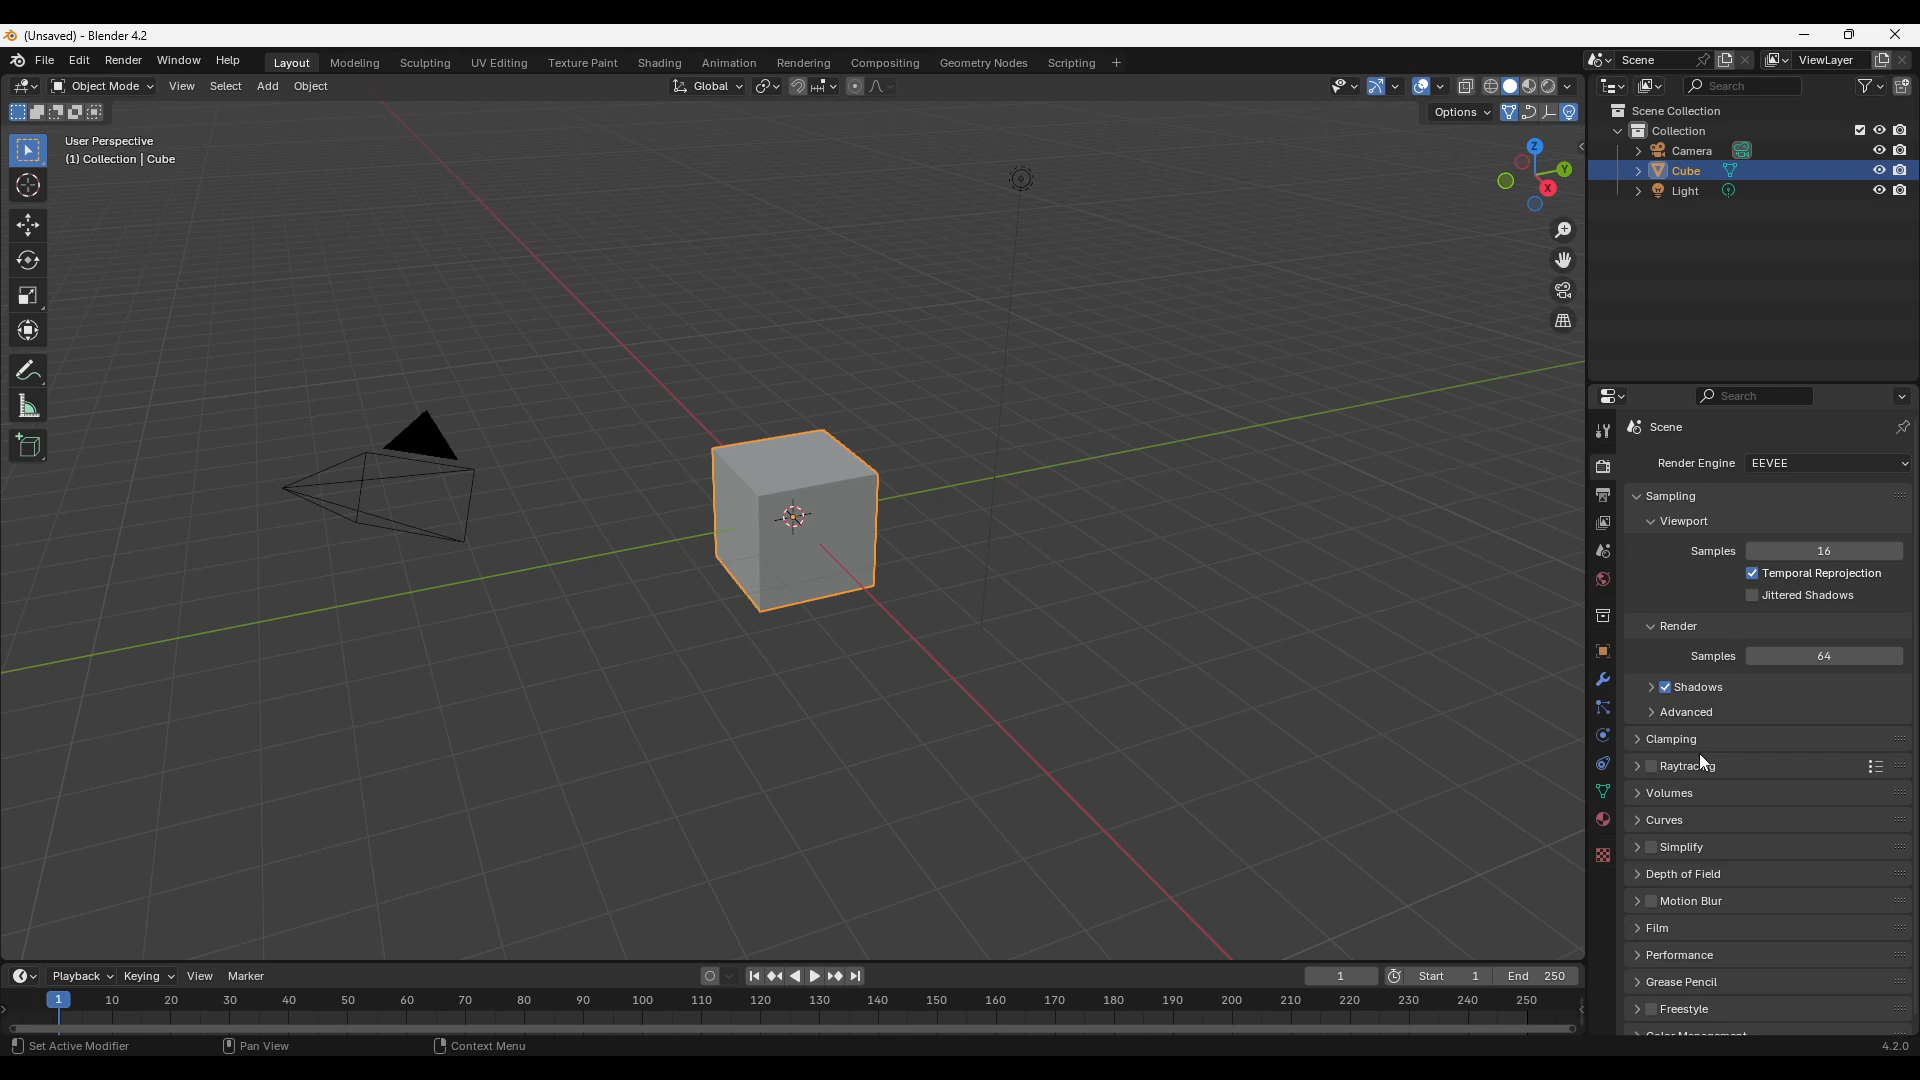 (Unsaved) - Blender 4.2
File Edit Render Window Help Layout Modeling Sculpting UV Editing Texture Paint Shading Animation Rendering Compositing Geometry Nodes Scripting + Scene ViewLayer
Object Mode View Select Add Object Global Search
Options
User Perspective
(1) Collection | Cube
Z
Y
X
Scene Collection
Collection
Camera
Cube
Light
Search
Scene
Render Engine EEVEE
Sampling
Viewport
Samples 16
Temporal Reprojection
Jittered Shadows
Render
Samples 64
Shadows
Advanced
Clamping
Raytracing
Volumes
Curves
Simplify
Depth of Field
Motion Blur
Film
Performance
Grease Pencil
Freestyle
Color Management
Playback Keying View Marker 1 Start 1 End 250
1 10 20 30 40 50 60 70 80 90 100 110 120 130 140 150 160 170 180 190 200 210 220 230 240 250
Set Active Modifier Pan View Context Menu 4.2.0